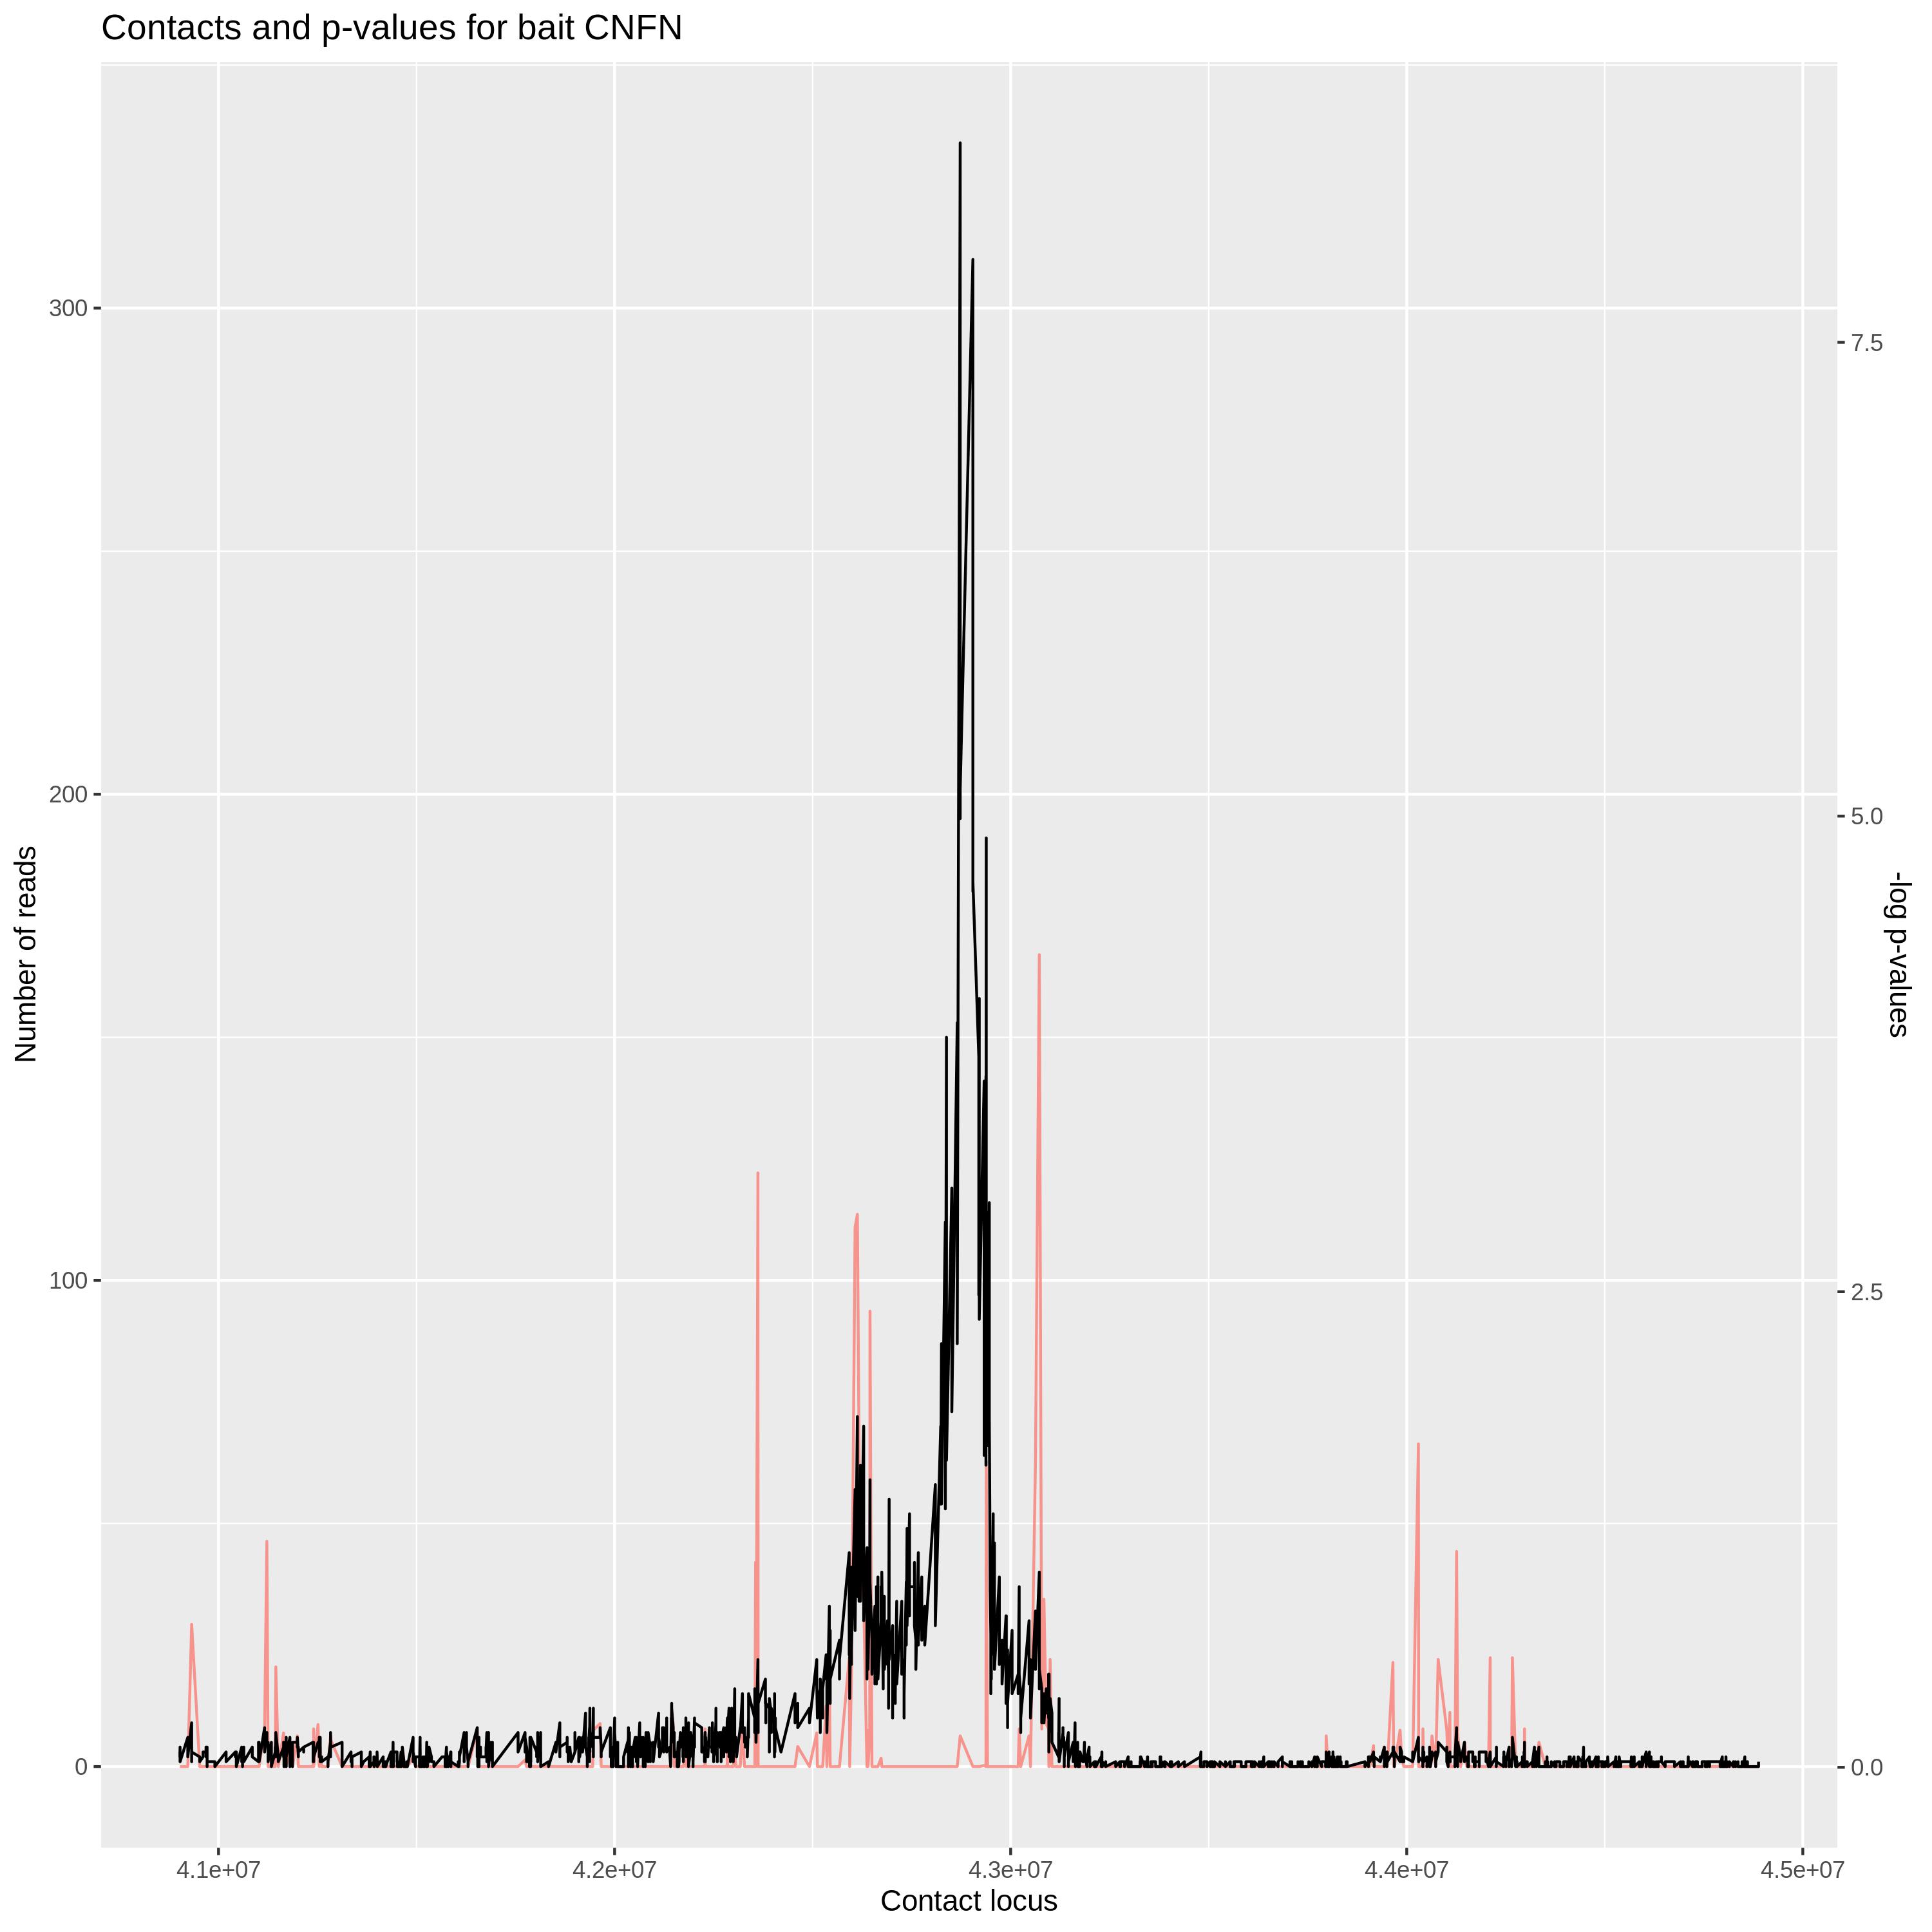 Contacts and p-values for bait CNFN
300
200
100
0
Number of reads
7.5
5.0
2.5
0.0
-log p-values
4.1e+07 4.2e+07 4.3e+07 4.4e+07 4.5e+07
Contact locus